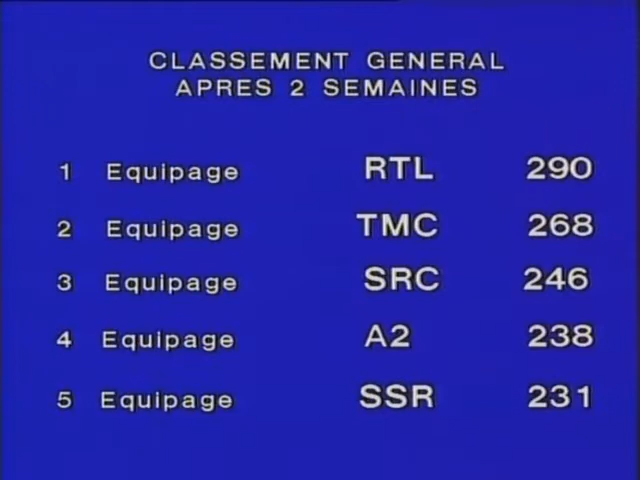 CLASSEMENT GENERAL
APRES 2 SEMAINES
1 Equipage RTL 290
2 Equipage TMC 268
3 Equipage SRC 246
4 Equipage A2 238
5 Equipage SSR 231